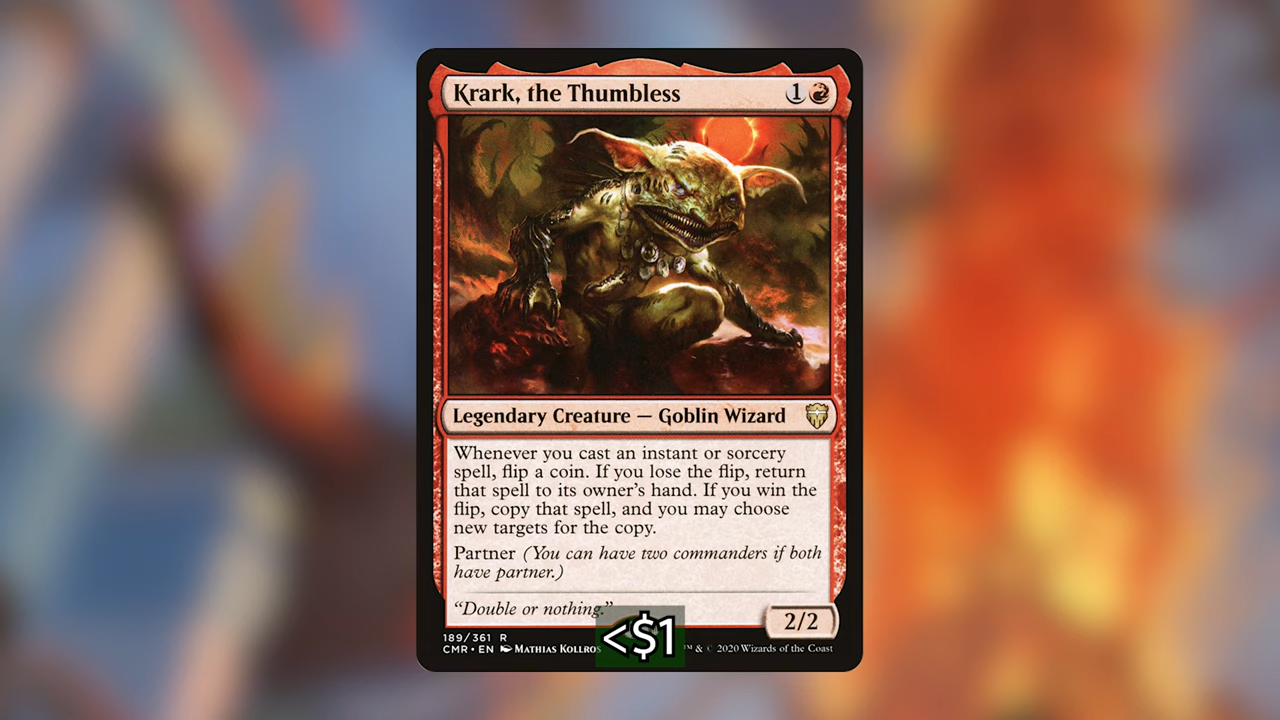 Krark, the Thumbless 1
Legendary Creature — Goblin Wizard
Whenever you cast an instant or sorcery
spell, flip a coin. If you lose the flip, return
that spell to its owner's hand. If you win the
flip, copy that spell, and you may choose
new targets for the copy.
Partner (You can have two commanders if both
have partner.)
“Double or nothing.”
2/2
189/361 R
CMR • EN Mathias Kollros ™ & © 2020 Wizards of the Coast
<$1